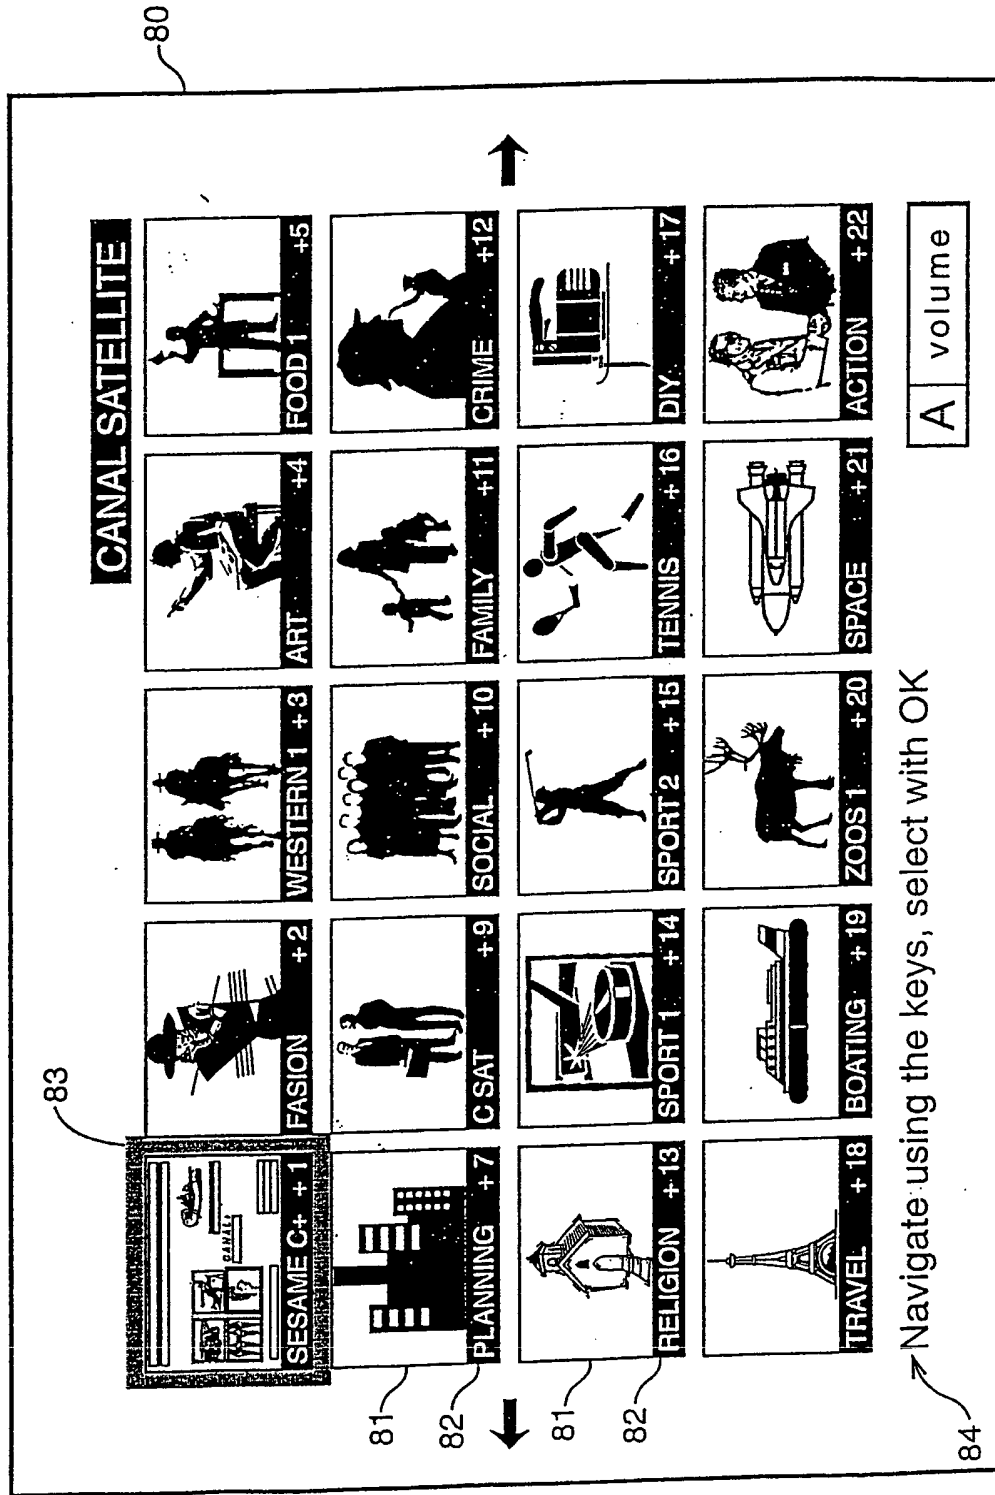 80
CANAL SATELLITE
83
SESAME C+ + 1
FASION + 2
WESTERN 1 + 3
ART +4
FOOD 1 +5
81
82
PLANNING + 7
C SAT + 9
SOCIAL + 10
FAMILY +11
CRIME +12
81
82
RELIGION + 13
SPORT 1 + 14
SPORT 2 + 15
TENNIS + 16
DIY + 17
TRAVEL + 18
BOATING + 19
ZOOS 1 + 20
SPACE + 21
ACTION + 22
84
Navigate using the keys, select with OK
A volume